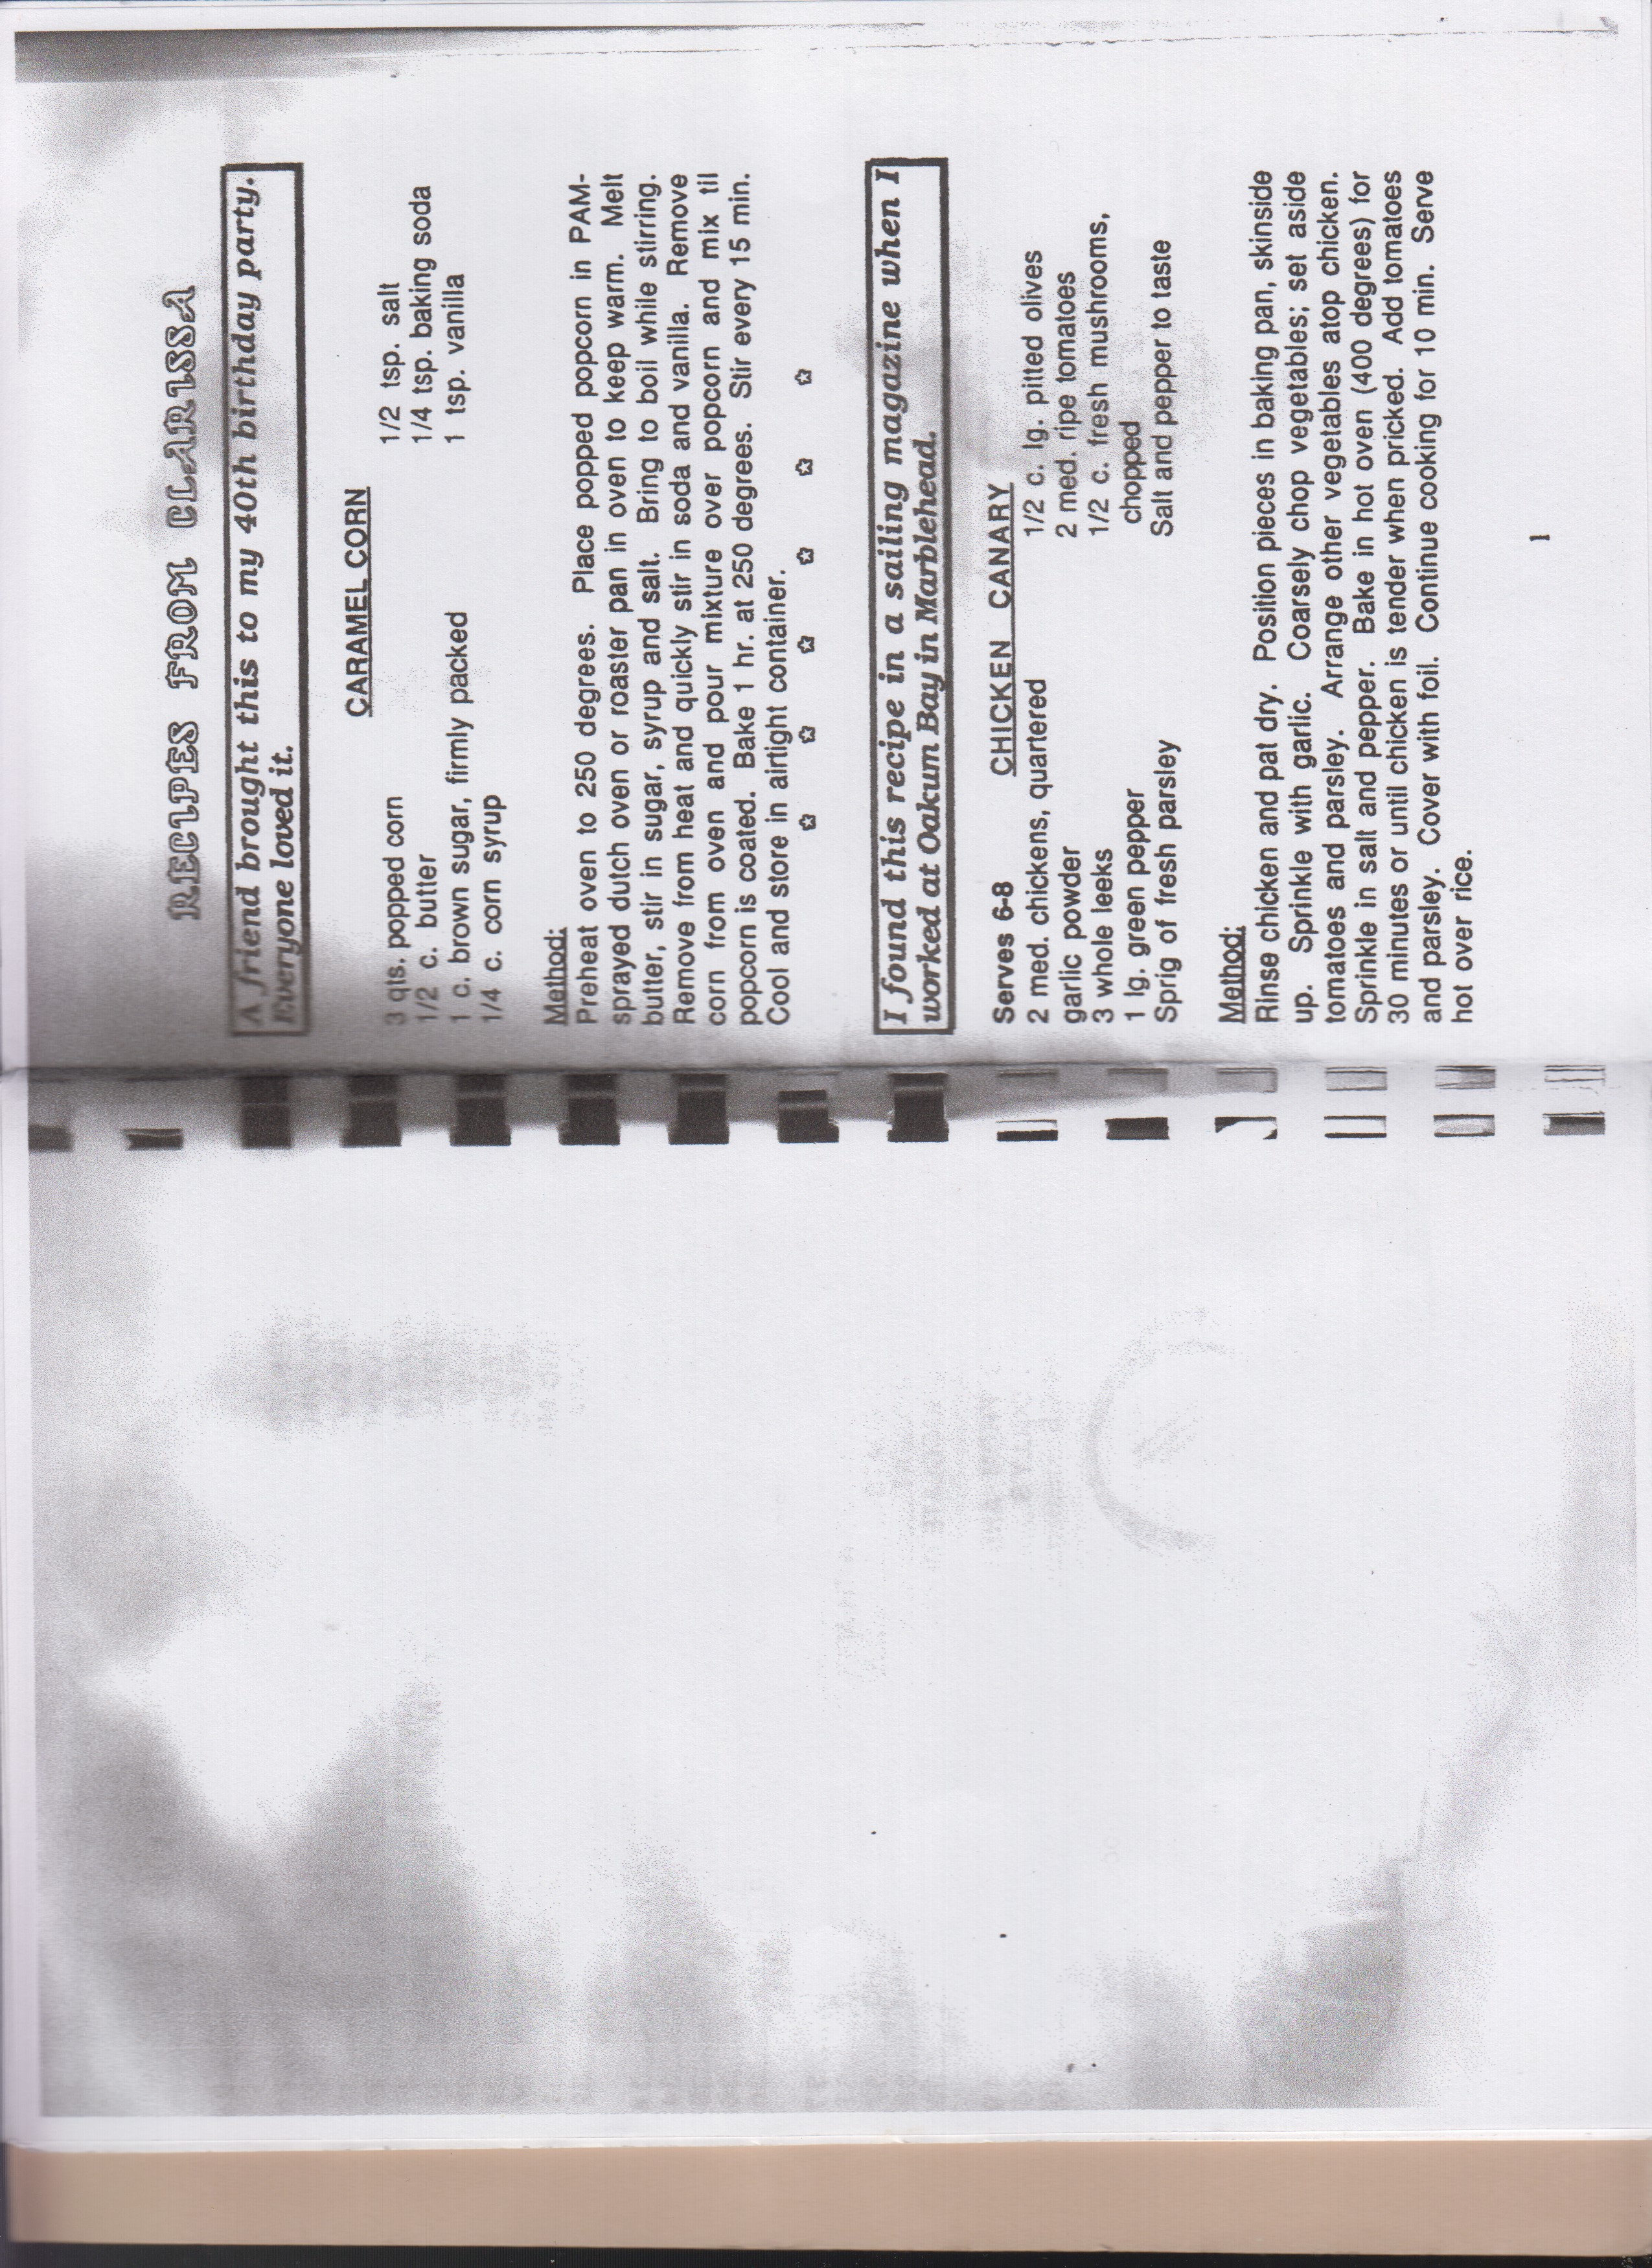 RECIPES FROM CLARISSA
A friend brought this to my 40th birthday party.
Everyone loved it.
CARAMEL CORN
3 qts. popped corn
1/2 c. butter
1 c. brown sugar, firmly packed
1/4 c. corn syrup
1/2 tsp. salt
1/4 tsp. baking soda
1 tsp. vanilla
Method:
Preheat oven to 250 degrees. Place popped popcorn in PAM-
sprayed dutch oven or roaster pan in oven to keep warm. Melt
butter, stir in sugar, syrup and salt. Bring to boil while stirring.
Remove from heat and quickly stir in soda and vanilla. Remove
corn from oven and pour mixture over popcorn and mix til
popcorn is coated. Bake 1 hr. at 250 degrees. Stir every 15 min.
Cool and store in airtight container.
I found this recipe in a sailing magazine when I
worked at Oakum Bay in Marblehead.
Serves 6-8 CHICKEN CANARY
2 med. chickens, quartered
garlic powder
3 whole leeks
1 lg. green pepper
Sprig of fresh parsley
1/2 c. lg. pitted olives
2 med. ripe tomatoes
1/2 c. fresh mushrooms,
chopped
Salt and pepper to taste
Method:
Rinse chicken and pat dry. Position pieces in baking pan, skinside
up. Sprinkle with garlic. Coarsely chop vegetables; set aside
tomatoes and parsley. Arrange other vegetables atop chicken.
Sprinkle in salt and pepper. Bake in hot oven (400 degrees) for
30 minutes or until chicken is tender when pricked. Add tomatoes
and parsley. Cover with foil. Continue cooking for 10 min. Serve
hot over rice.
1